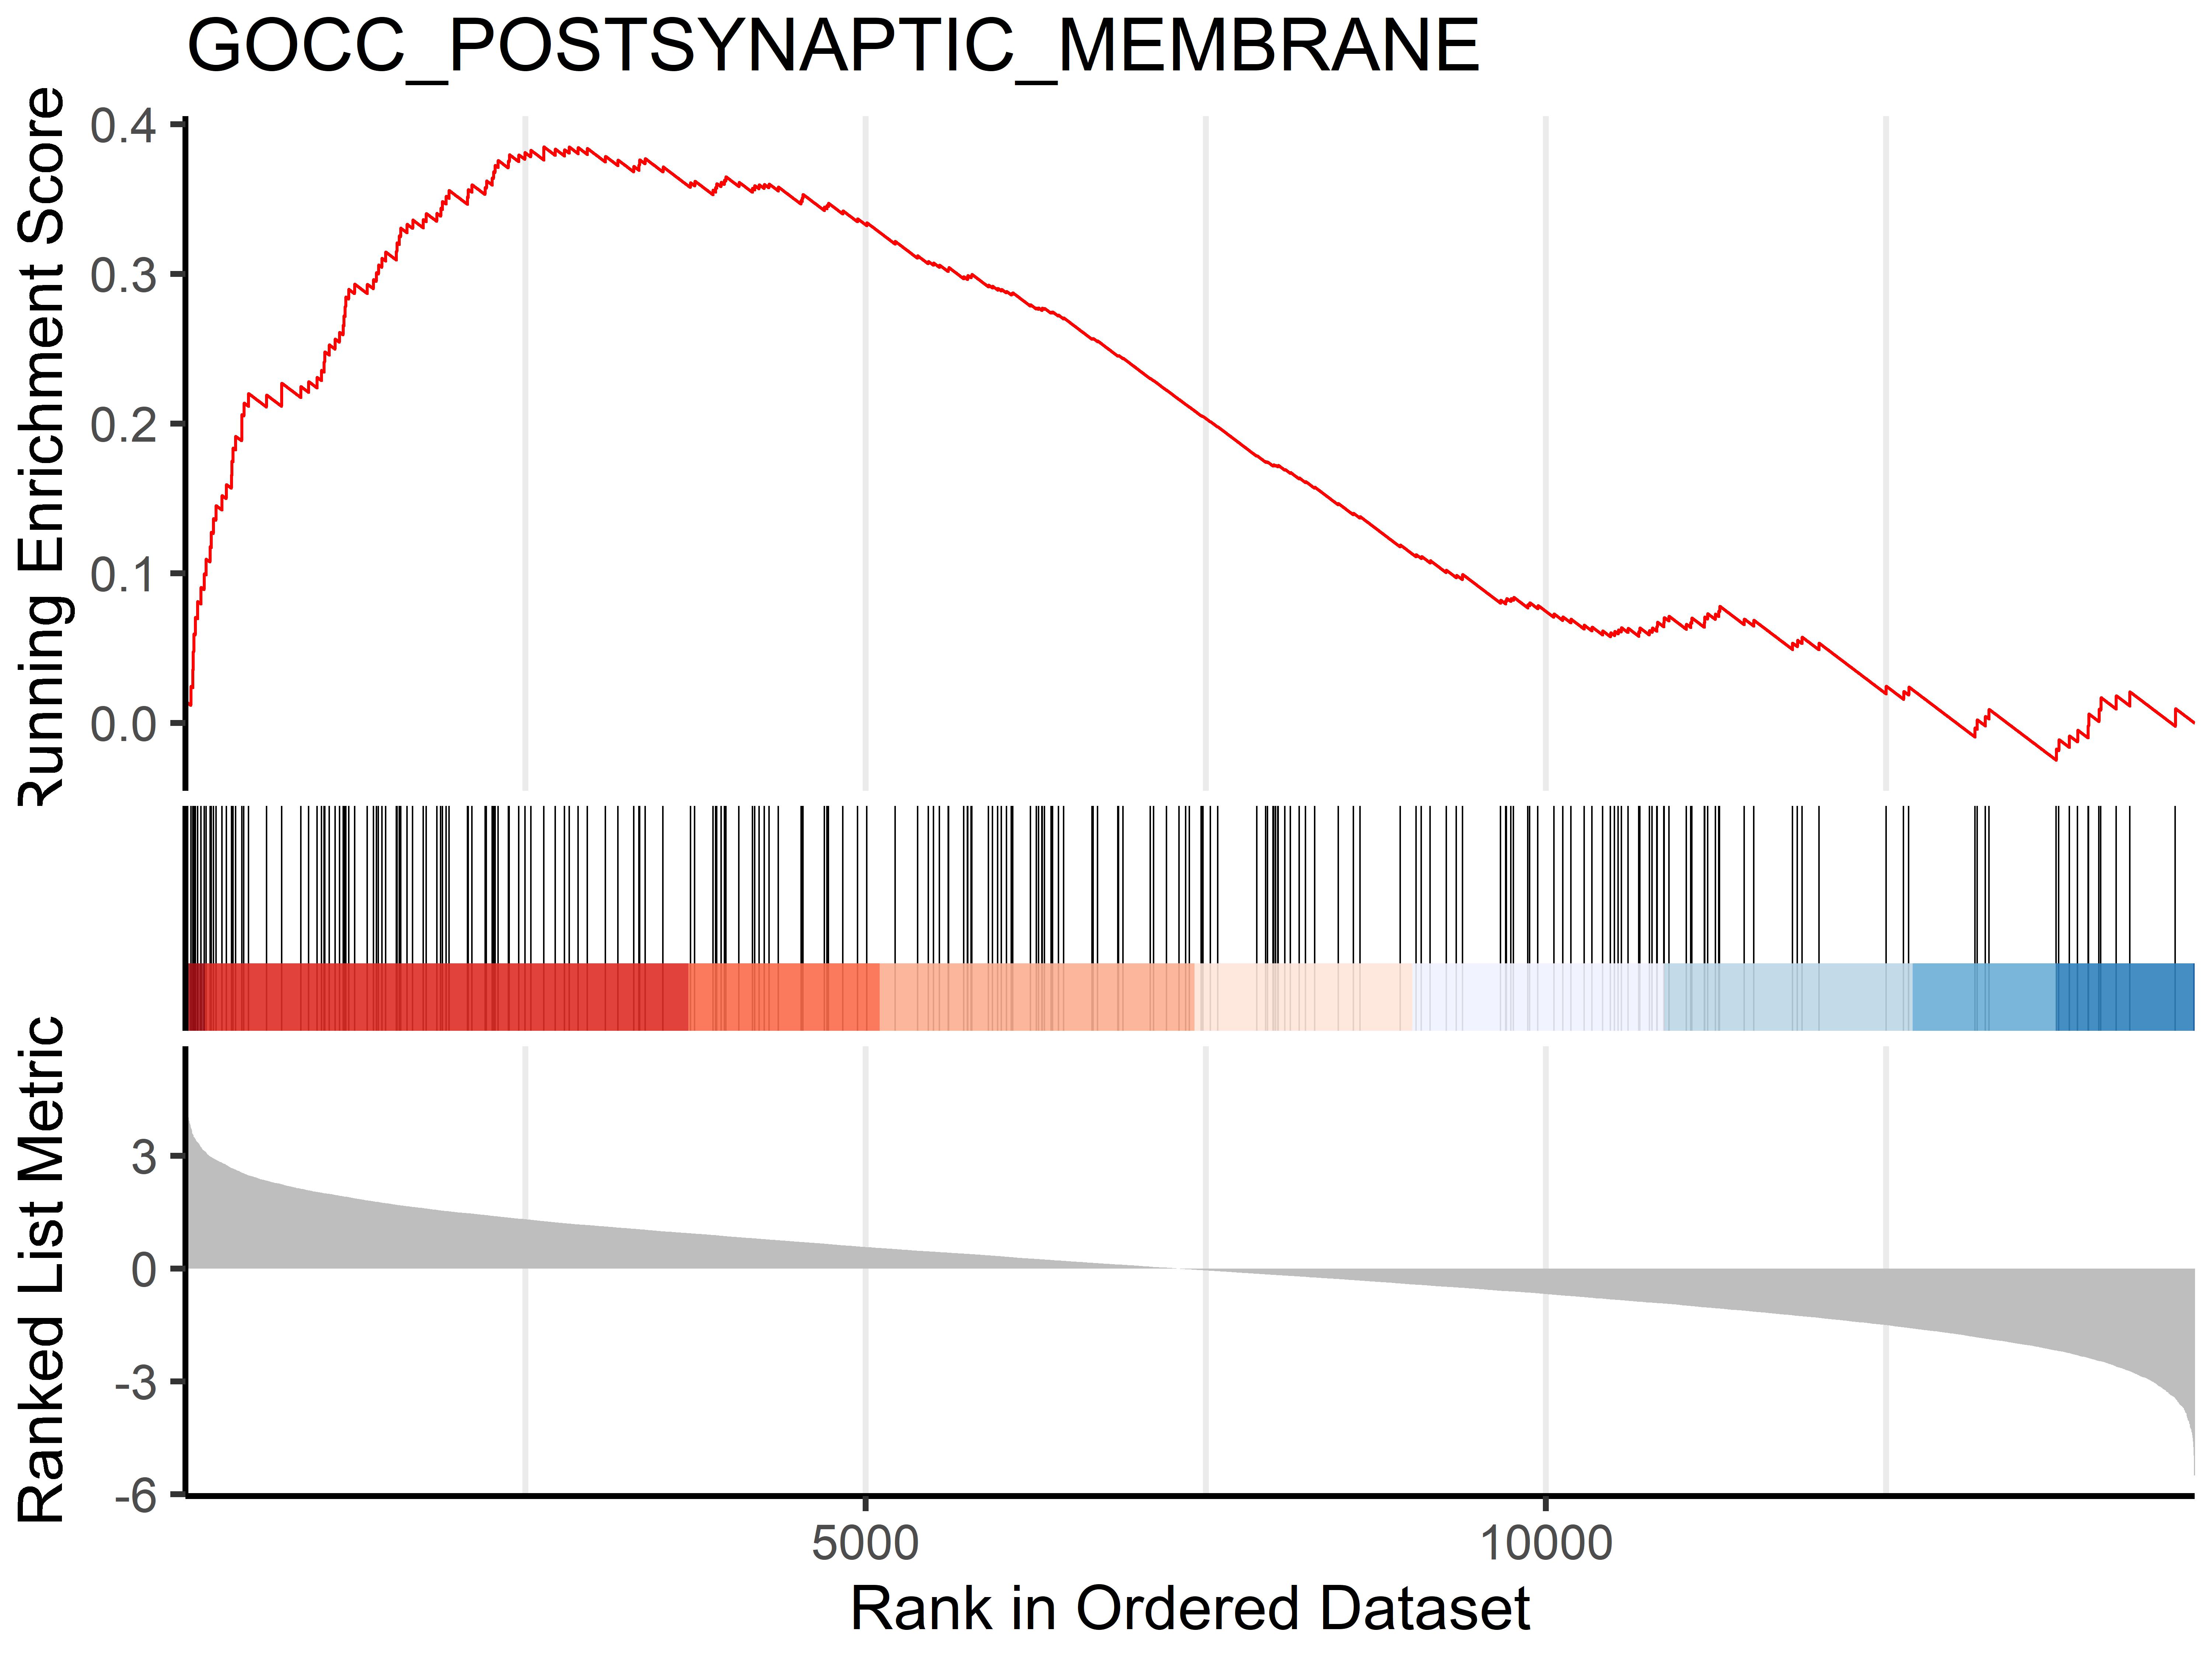 GOCC_POSTSYNAPTIC_MEMBRANE
Running Enrichment Score
0.4
0.3
0.2
0.1
0.0
Ranked List Metric
3
0
-3
-6
5000
10000
Rank in Ordered Dataset